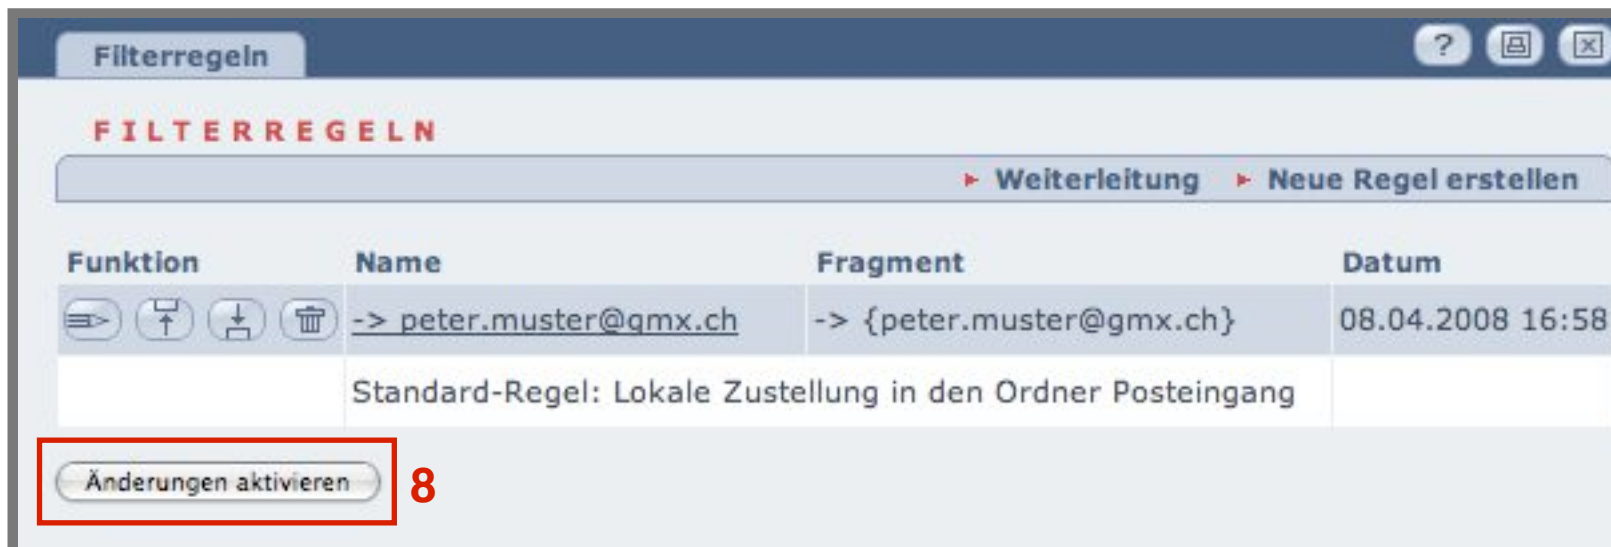 Filterregeln ?
FILTERREGELN
Weiterleitung Neue Regel erstellen
Funktion Name Fragment Datum
-> peter.muster@gmx.ch -> {peter.muster@gmx.ch} 08.04.2008 16:58
Standard-Regel: Lokale Zustellung in den Ordner Posteingang
Änderungen aktivieren 8